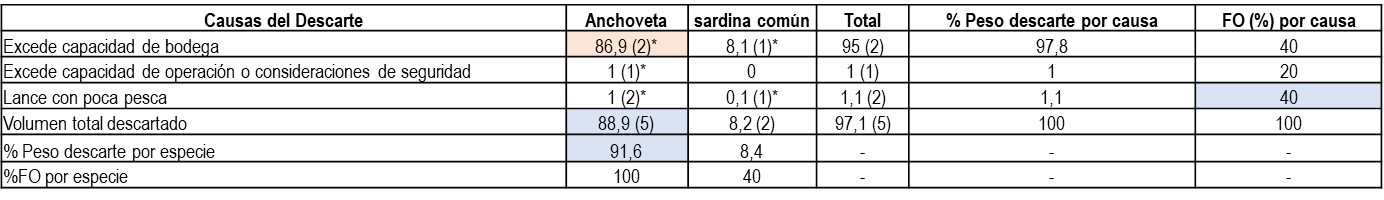 Causas del Descarte Anchoveta sardina común Total % Peso descarte por causa FO (%) por causa
Excede capacidad de bodega 86,9 (2)* 8,1 (1)* 95 (2) 97,8 40
Excede capacidad de operación o consideraciones de seguridad 1 (1)* 0 1 (1) 1 20
Lance con poca pesca 1 (2)* 0,1 (1)* 1,1 (2) 1,1 40
Volumen total descartado 88,9 (5) 8,2 (2) 97,1 (5) 100 100
% Peso descarte por especie 91,6 8,4 - - -
%FO por especie 100 40 - - -